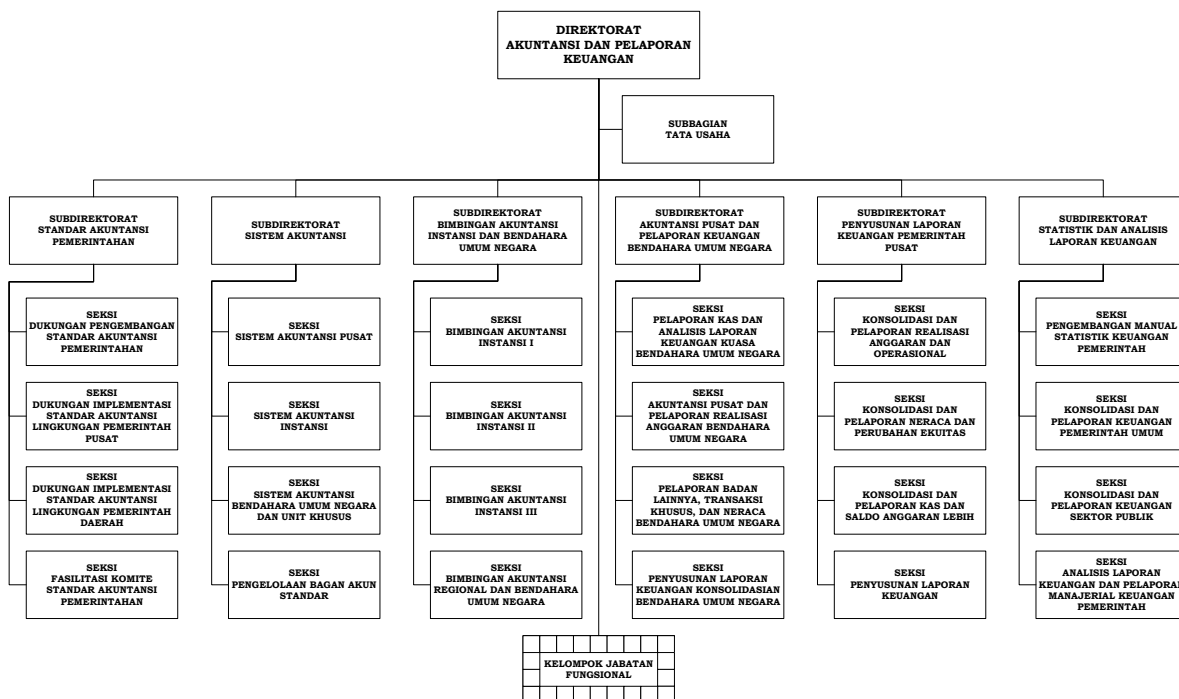 DIREKTORAT
AKUNTANSI DAN PELAPORAN
KEUANGAN
SUBBAGIAN
TATA USAHA
SUBDIREKTORAT
STANDAR AKUNTANSI
PEMERINTAHAN
SUBDIREKTORAT
SISTEM AKUNTANSI
SUBDIREKTORAT
BIMBINGAN AKUNTANSI
INSTANSI DAN BENDAHARA
UMUM NEGARA
SUBDIREKTORAT
AKUNTANSI PUSAT DAN
PELAPORAN KEUANGAN
BENDAHARA UMUM NEGARA
SUBDIREKTORAT
PENYUSUNAN LAPORAN
KEUANGAN PEMERINTAH
PUSAT
SUBDIREKTORAT
STATISTIK DAN ANALISIS
LAPORAN KEUANGAN
SEKSI
DUKUNGAN PENGEMBANGAN
STANDAR AKUNTANSI
PEMERINTAHAN
SEKSI
SISTEM AKUNTANSI PUSAT
SEKSI
BIMBINGAN AKUNTANSI
INSTANSI I
SEKSI
PELAPORAN KAS DAN
ANALISIS LAPORAN
KEUANGAN KUASA
BENDAHARA UMUM NEGARA
SEKSI
KONSOLIDASI DAN
PELAPORAN REALISASI
ANGGARAN DAN
OPERASIONAL
SEKSI
PENGEMBANGAN MANUAL
STATISTIK KEUANGAN
PEMERINTAH
SEKSI
DUKUNGAN IMPLEMENTASI
STANDAR AKUNTANSI
LINGKUNGAN PEMERINTAH
PUSAT
SEKSI
SISTEM AKUNTANSI
INSTANSI
SEKSI
BIMBINGAN AKUNTANSI
INSTANSI II
SEKSI
AKUNTANSI PUSAT DAN
PELAPORAN REALISASI
ANGGARAN BENDAHARA
UMUM NEGARA
SEKSI
KONSOLIDASI DAN
PELAPORAN NERACA DAN
PERUBAHAN EKUITAS
SEKSI
KONSOLIDASI DAN
PELAPORAN KEUANGAN
PEMERINTAH UMUM
SEKSI
DUKUNGAN IMPLEMENTASI
STANDAR AKUNTANSI
LINGKUNGAN PEMERINTAH
DAERAH
SEKSI
SISTEM AKUNTANSI
BENDAHARA UMUM NEGARA
DAN UNIT KHUSUS
SEKSI
BIMBINGAN AKUNTANSI
INSTANSI III
SEKSI
PELAPORAN BADAN
LAINNYA, TRANSAKSI
KHUSUS, DAN NERACA
BENDAHARA UMUM NEGARA
SEKSI
KONSOLIDASI DAN
PELAPORAN KAS DAN
SALDO ANGGARAN LEBIH
SEKSI
KONSOLIDASI DAN
PELAPORAN KEUANGAN
SEKTOR PUBLIK
SEKSI
FASILITASI KOMITE
STANDAR AKUNTANSI
PEMERINTAHAN
SEKSI
PENGELOLAAN BAGAN AKUN
STANDAR
SEKSI
BIMBINGAN AKUNTANSI
REGIONAL DAN BENDAHARA
UMUM NEGARA
SEKSI
PENYUSUNAN LAPORAN
KEUANGAN KONSOLIDASIAN
BENDAHARA UMUM NEGARA
SEKSI
PENYUSUNAN LAPORAN
KEUANGAN
SEKSI
ANALISIS LAPORAN
KEUANGAN DAN PELAPORAN
MANAJERIAL KEUANGAN
PEMERINTAH
KELOMPOK JABATAN
FUNGSIONAL